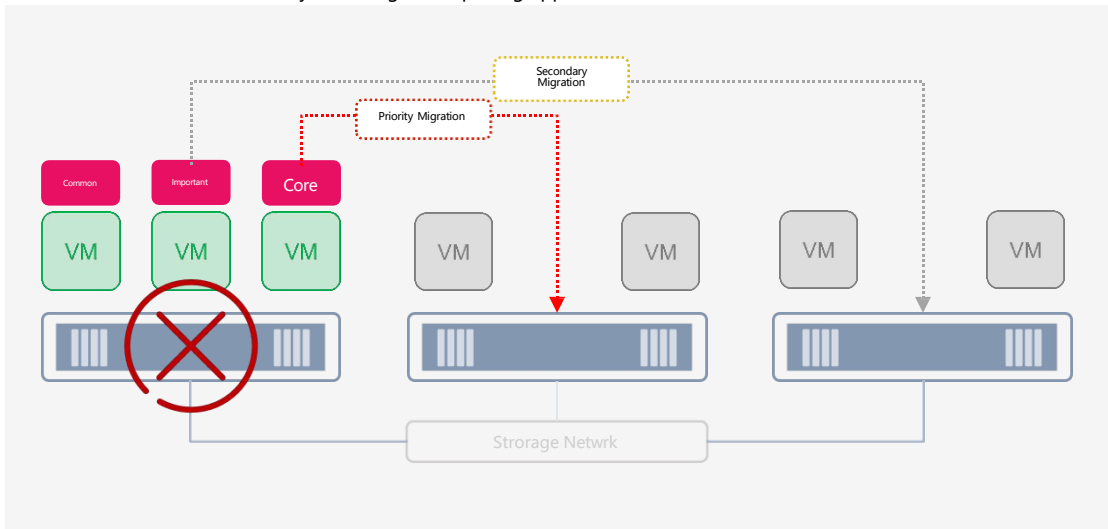 Secondary
Migration
Priority Migration
Common
Important
Core
VM
VM
VM
VM
VM
VM
VM
Strorage Netwrk